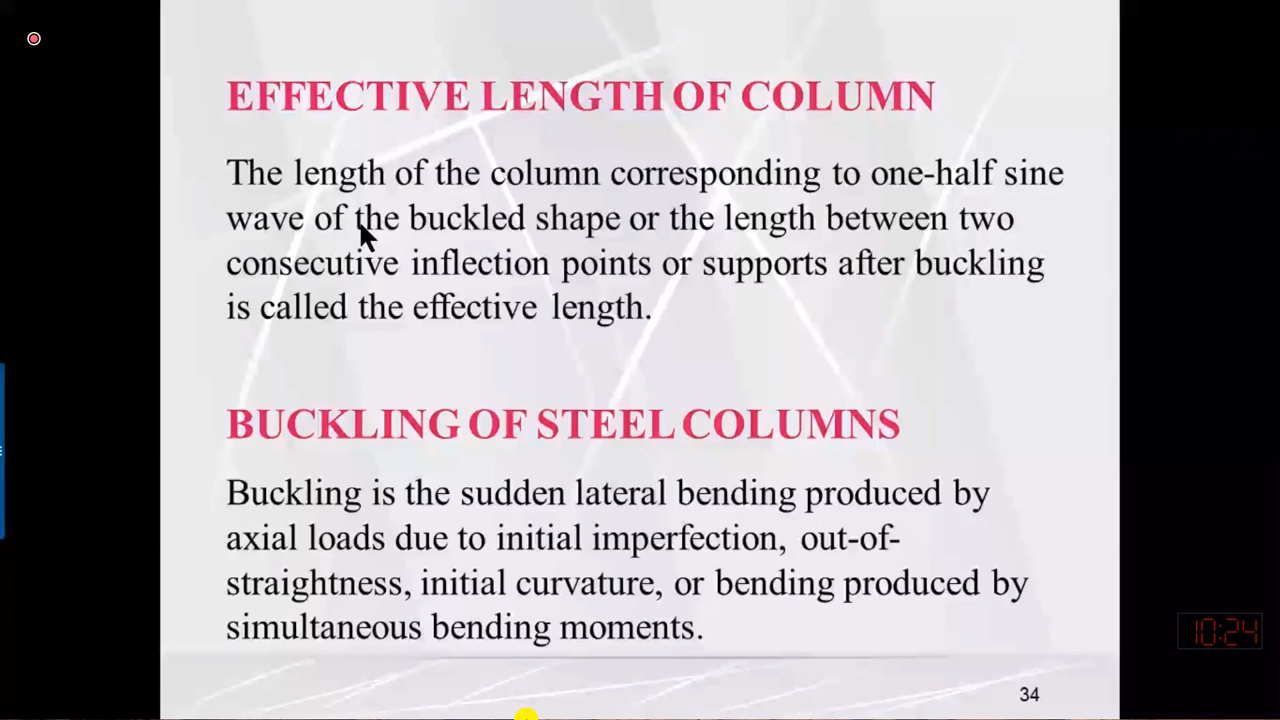 EFFECTIVE LENGTH OF COLUMN
The length of the column corresponding to one-half sine
wave of the buckled shape or the length between two
consecutive inflection points or supports after buckling
is called the effective length.
BUCKLING OF STEEL COLUMNS
Buckling is the sudden lateral bending produced by
axial loads due to initial imperfection, out-of-
straightness, initial curvature, or bending produced by
simultaneous bending moments.
10:24
34